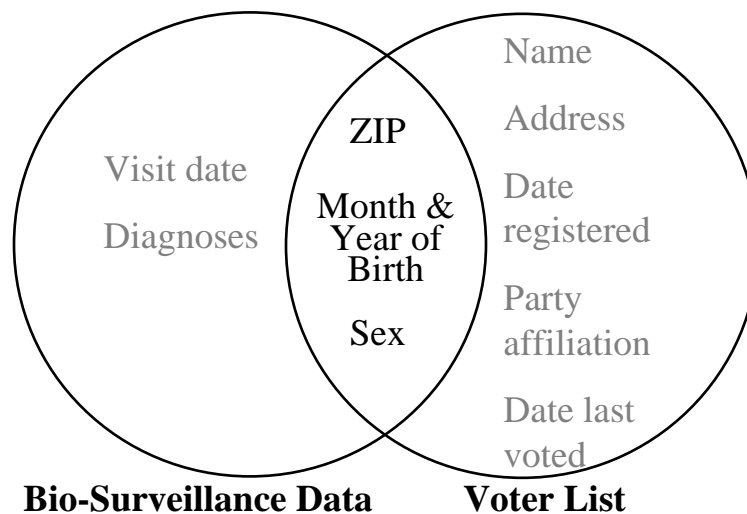 Visit date
Diagnoses
ZIP
Month &
Year of
Birth
Sex
Name
Address
Date
registered
Party
affiliation
Date last
voted
Bio-Surveillance Data
Voter List